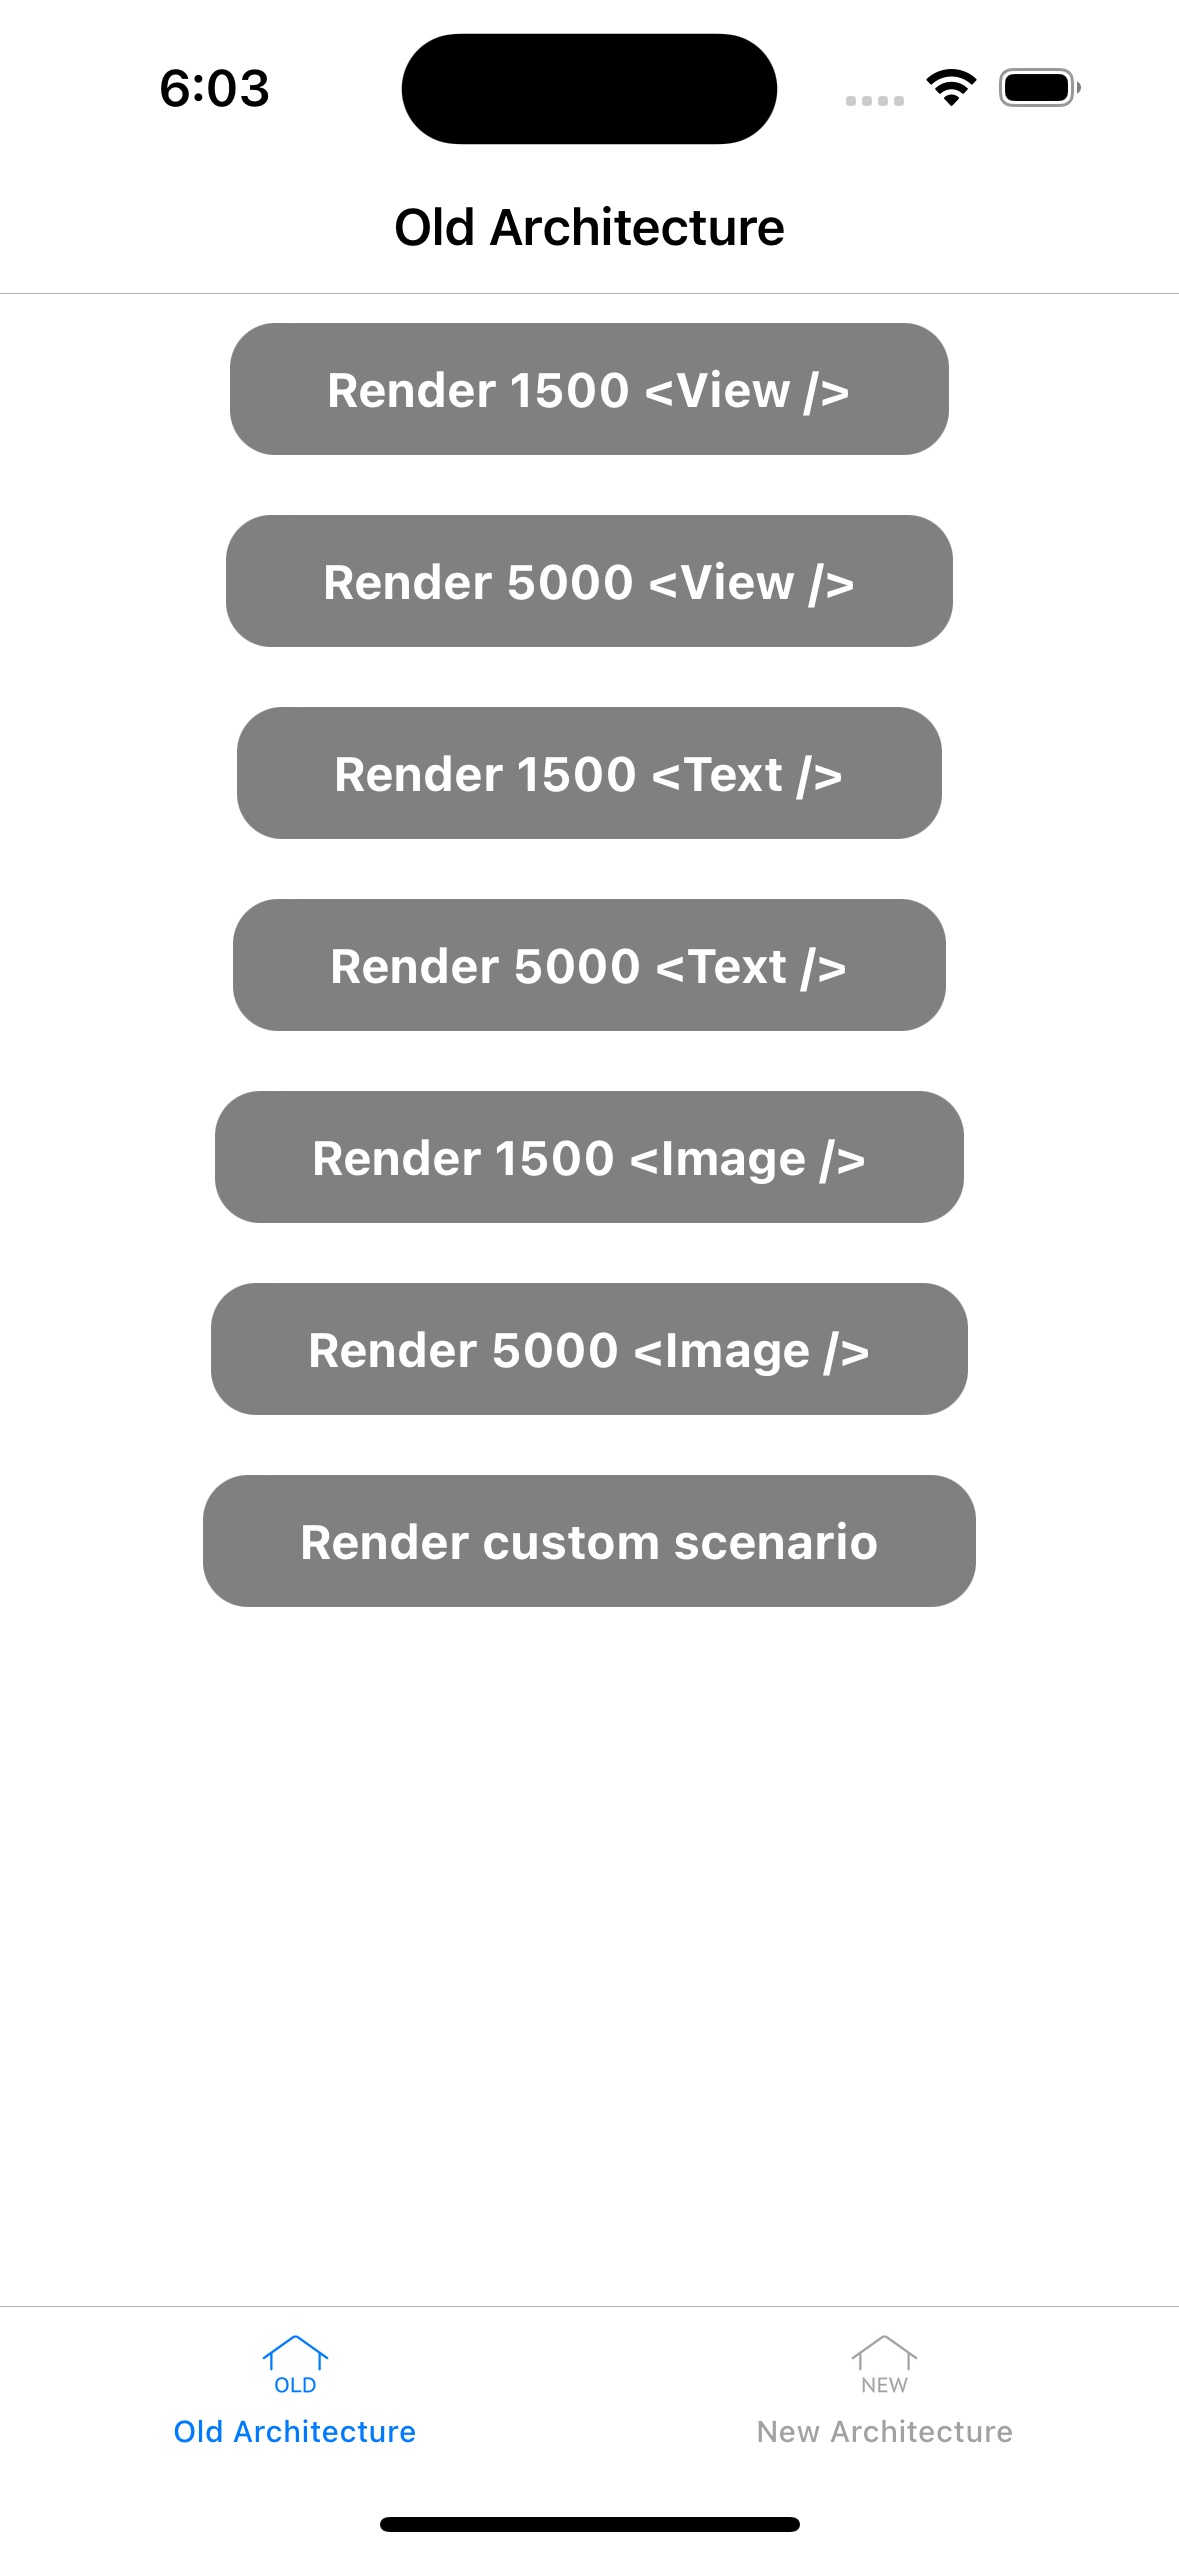 6:03
Old Architecture
Render 1500 <View />
Render 5000 <View />
Render 1500 <Text />
Render 5000 <Text />
Render 1500 <Image />
Render 5000 <Image />
Render custom scenario
OLD
Old Architecture
NEW
New Architecture